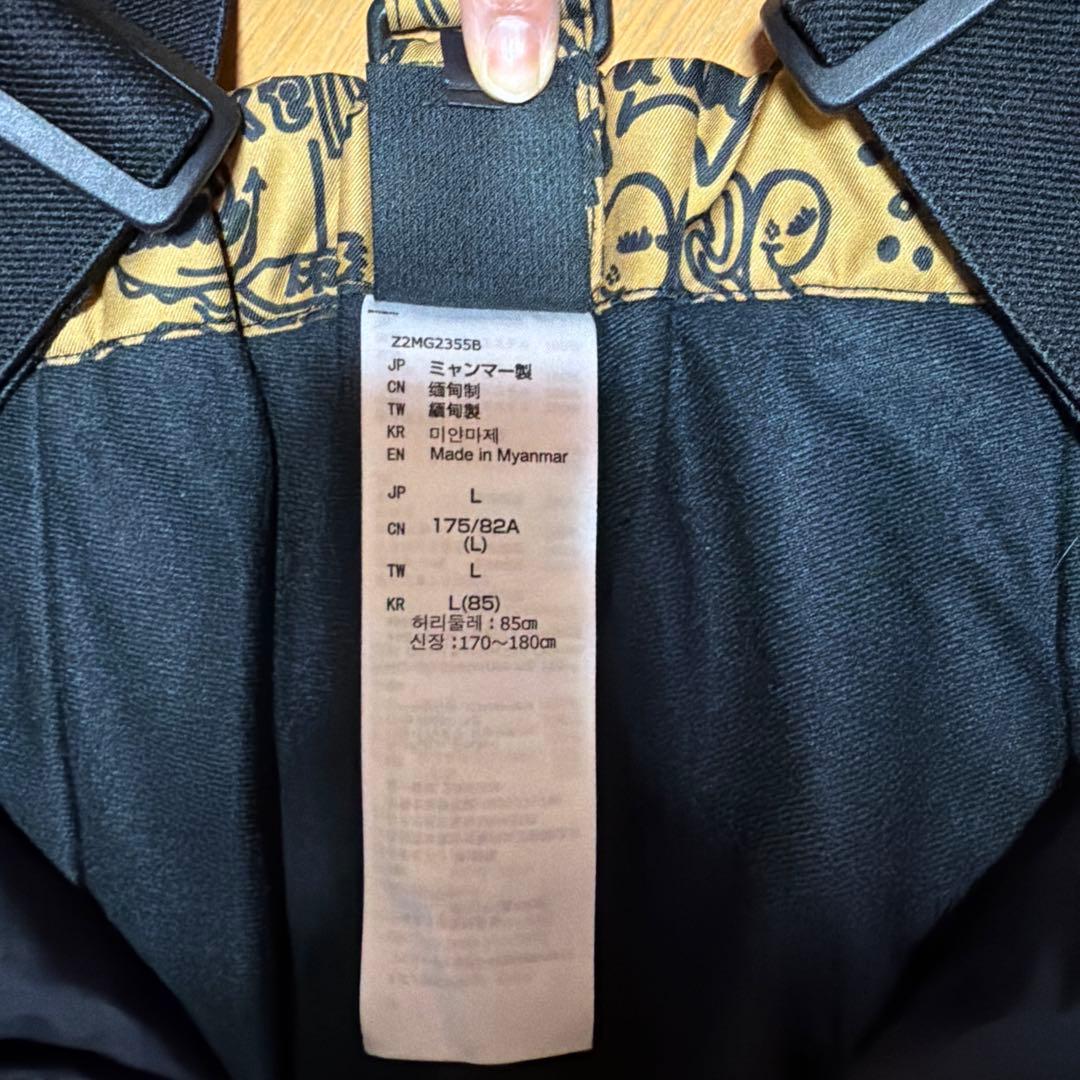 Z2MG2355B
JP ミャンマー製
CN 缅甸制
TW 緬甸製
KR 미얀마제
EN Made in Myanmar
JP L
CN 175/82A
(L)
TW L
KR L(85)
허리둘레 : 85㎝
신장 :170～180㎝